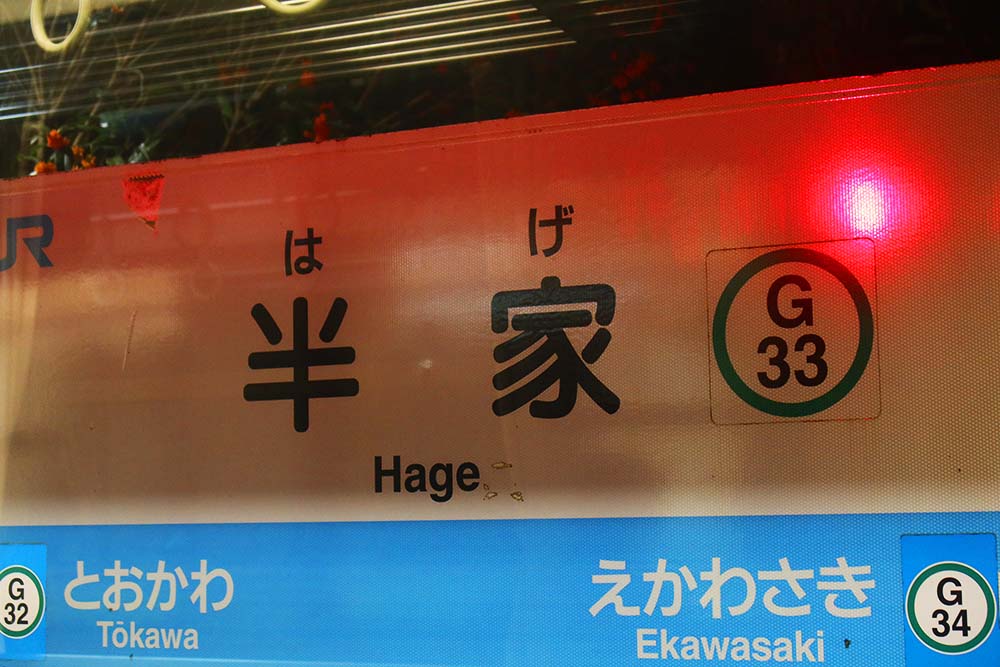 JR
は げ
半 家
G
33
Hage
G
32
とおかわ
Tōkawa
えかわさき
Ekawasaki
G
34